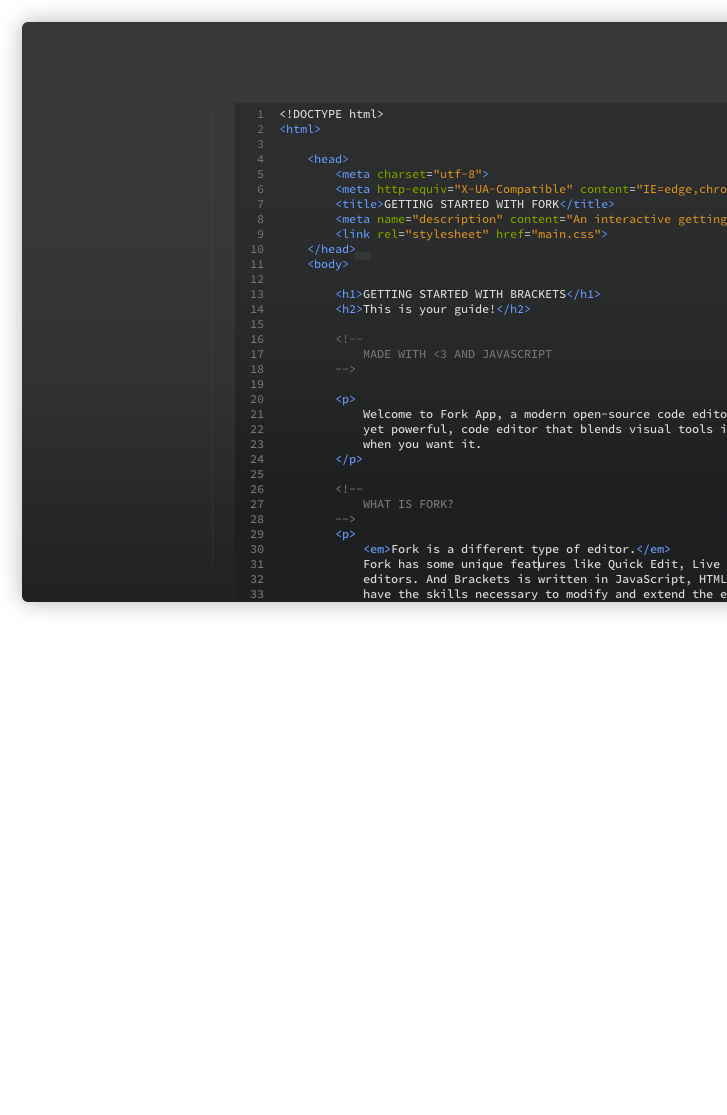 1 <!DOCTYPE html>
2 <html>
3
4 <head>
5 <meta charset="utf-8">
6 <meta http-equiv="X-UA-Compatible" content="IE=edge,chro
7 <title>GETTING STARTED WITH FORK</title>
8 <meta name="description" content="An interactive getting
9 <link rel="stylesheet" href="main.css">
10 </head>
11 <body>
12
13 <h1>GETTING STARTED WITH BRACKETS</h1>
14 <h2>This is your guide!</h2>
15
16 <!--
17 MADE WITH <3 AND JAVASCRIPT
18 -->
19
20 <p>
21 Welcome to Fork App, a modern open-source code edito
22 yet powerful, code editor that blends visual tools i
23 when you want it.
24 </p>
25
26 <!--
27 WHAT IS FORK?
28 -->
29 <p>
30 <em>Fork is a different type of editor.</em>
31 Fork has some unique features like Quick Edit, Live
32 editors. And Brackets is written in JavaScript, HTML
33 have the skills necessary to modify and extend the e